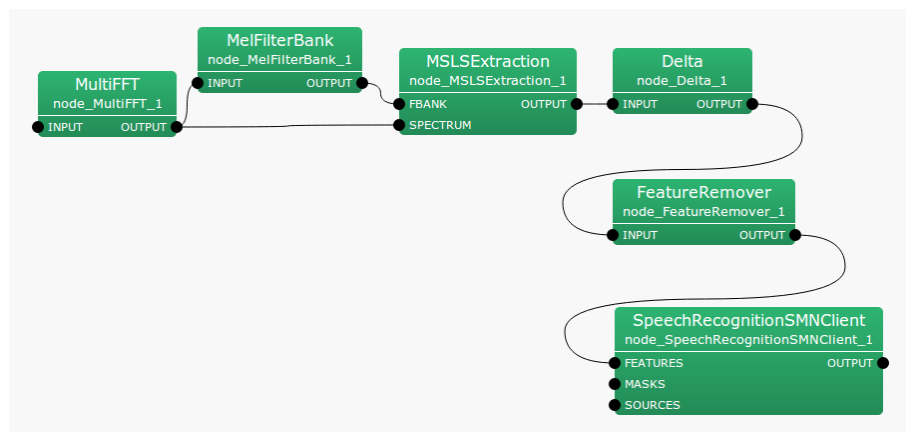 MelFilterBank
node_MelFilterBank_1
INPUT OUTPUT
MultiFFT
node_MultiFFT_1
INPUT OUTPUT
MSLSExtraction
node_MSLSExtraction_1
FBANK OUTPUT
SPECTRUM
Delta
node_Delta_1
INPUT OUTPUT
FeatureRemover
node_FeatureRemover_1
INPUT OUTPUT
SpeechRecognitionSMNClient
node_SpeechRecognitionSMNClient_1
FEATURES OUTPUT
MASKS
SOURCES